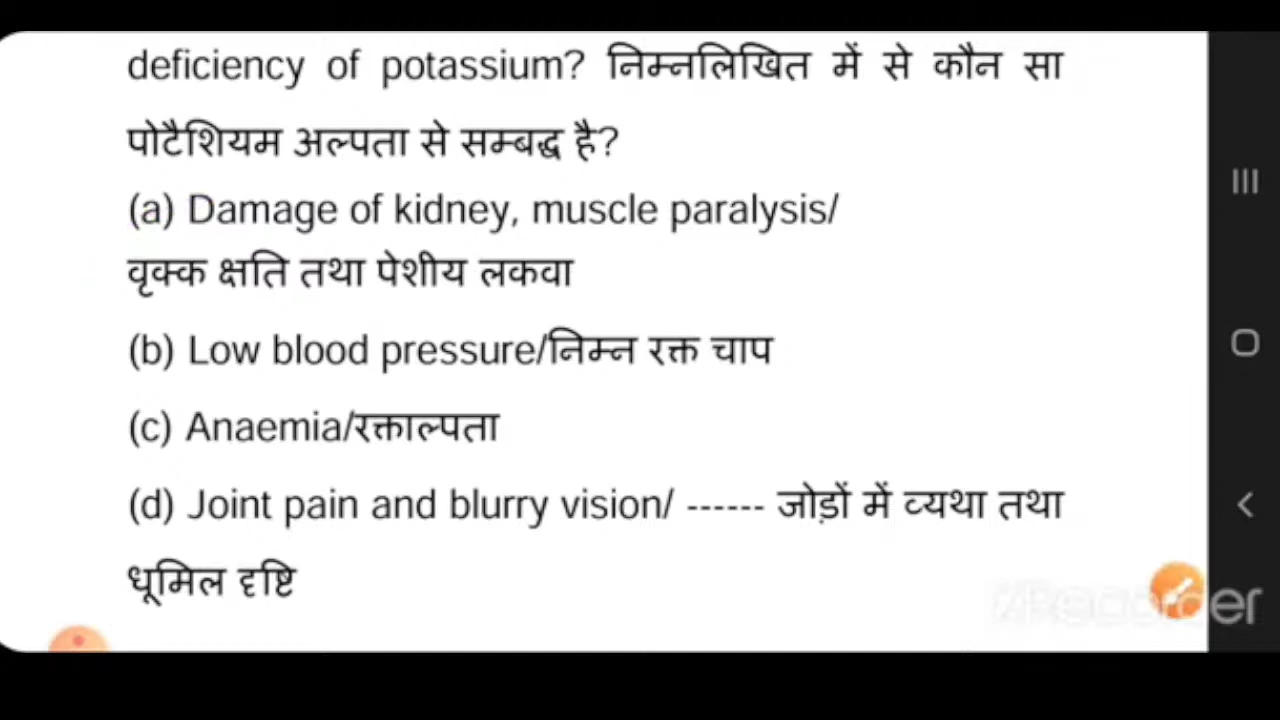 deficiency of potassium? निम्नलिखित में से कौन सा
पोटैशियम अल्पता से सम्बद्ध है?
(a) Damage of kidney, muscle paralysis/
वृक्क क्षति तथा पेशीय लकवा
(b) Low blood pressure/निम्न रक्त चाप
(c) Anaemia/रक्ताल्पता
(d) Joint pain and blurry vision/ ------ जोड़ों में व्यथा तथा
धूमिल दृष्टि